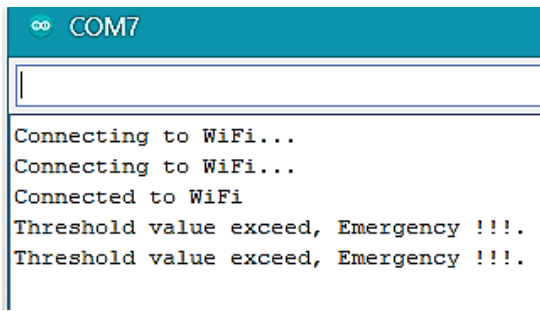 COM7
Connecting to WiFi...
Connecting to WiFi...
Connected to WiFi
Threshold value exceed, Emergency !!!.
Threshold value exceed, Emergency !!!.